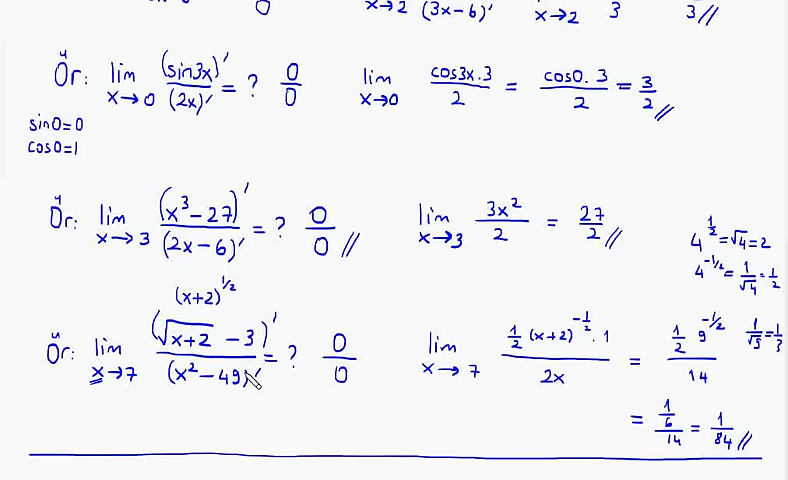 0 x→2 (3x-6)' x→2 3 3//
Ör: lim x→0 (sin3x)'/(2x)' = ? 0/0 lim x→0 cos3x.3/2 = cos0.3/2 = 3/2//
sin0=0
cos0=1
Ör: lim x→3 (x³-27)'/(2x-6)' = ? 0/0// lim x→3 3x²/2 = 27/2//
4^1/2=√4=2
4^-1/2=1/√4=1/2
(x+2)^1/2
Ör: lim x→7 (√x+2 -3)'/(x²-49)' = ? 0/0 lim x→7 1/2 (x+2)^-1/2.1/2x = 1/2 9^-1/2/14 1/√9=1/3
= 1/6/14 = 1/84//